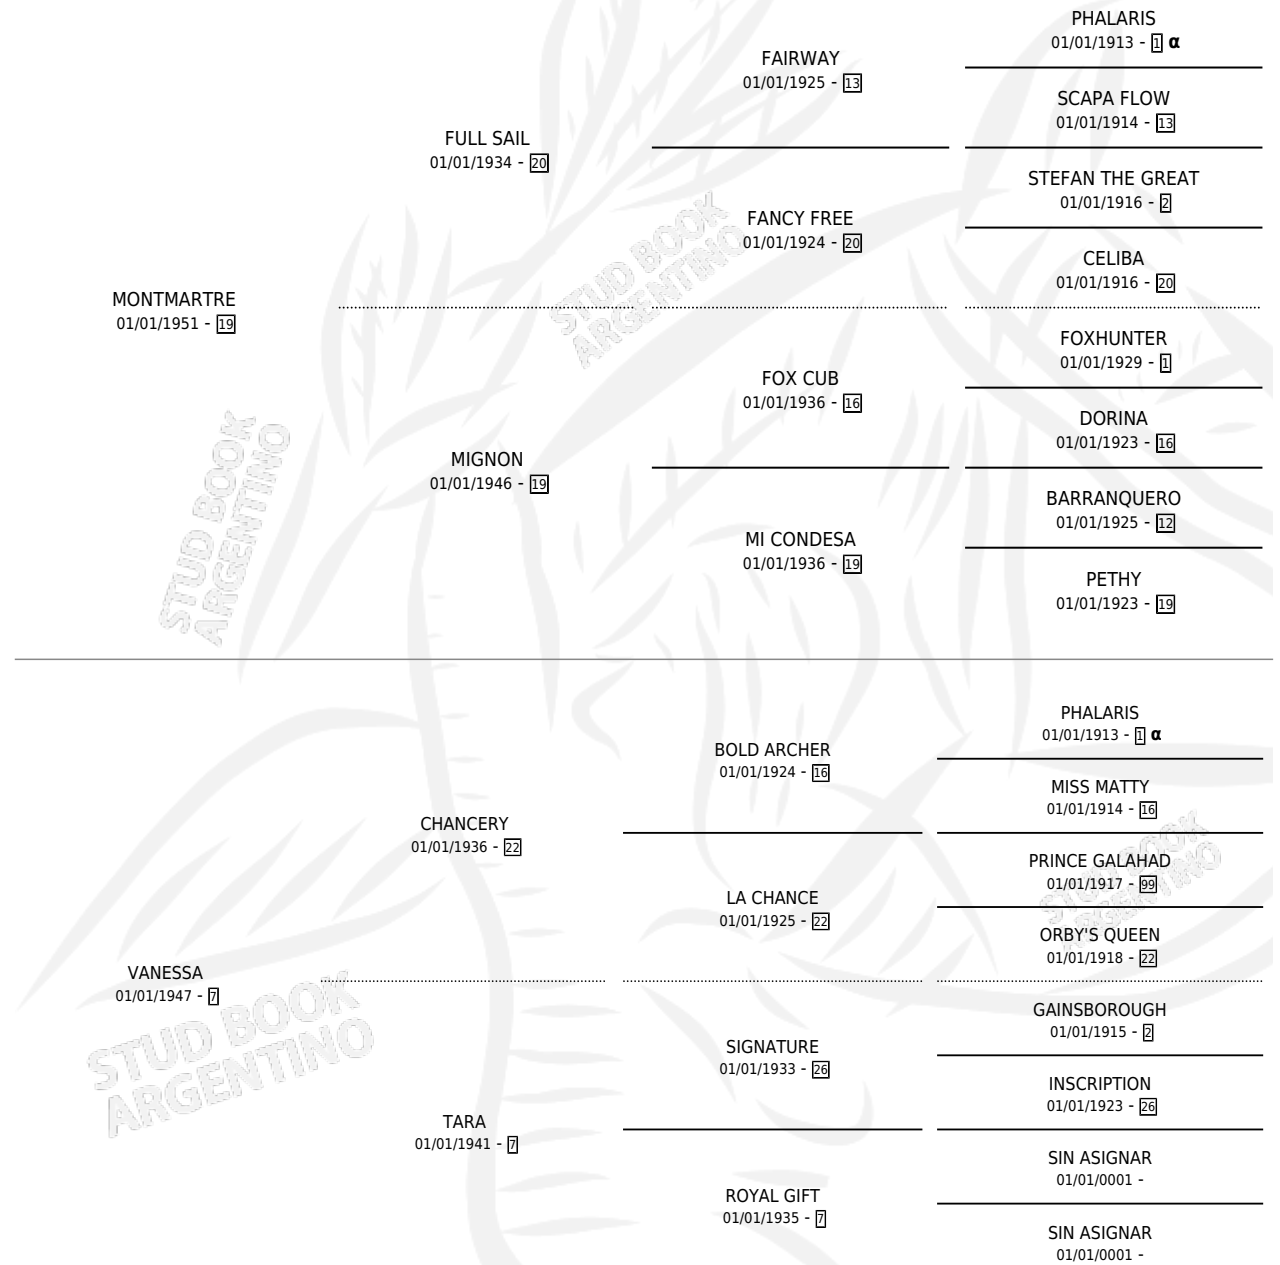 PHALARIS
01/01/1913 - 1 α
FAIRWAY
01/01/1925 - 13
SCAPA FLOW
01/01/1914 - 13
FULL SAIL
01/01/1934 - 20
STEFAN THE GREAT
01/01/1916 - 2
FANCY FREE
01/01/1924 - 20
CELIBA
01/01/1916 - 20
MONTMARTRE
01/01/1951 - 19
FOXHUNTER
01/01/1929 - 1
FOX CUB
01/01/1936 - 16
DORINA
01/01/1923 - 16
MIGNON
01/01/1946 - 19
BARRANQUERO
01/01/1925 - 12
MI CONDESA
01/01/1936 - 19
PETHY
01/01/1923 - 19
PHALARIS
01/01/1913 - 1 α
BOLD ARCHER
01/01/1924 - 16
MISS MATTY
01/01/1914 - 16
CHANCERY
01/01/1936 - 22
PRINCE GALAHAD
01/01/1917 - 99
LA CHANCE
01/01/1925 - 22
ORBY'S QUEEN
01/01/1918 - 22
VANESSA
01/01/1947 - 7
GAINSBOROUGH
01/01/1915 - 2
SIGNATURE
01/01/1933 - 26
INSCRIPTION
01/01/1923 - 26
TARA
01/01/1941 - 7
SIN ASIGNAR
01/01/0001 -
ROYAL GIFT
01/01/1935 - 7
SIN ASIGNAR
01/01/0001 -
STUD BOOK
ARGENTINO
STUD BOOK
ARGENTINO
STUD BOOK
ARGENTINO
STUD BOOK
ARGENTINO